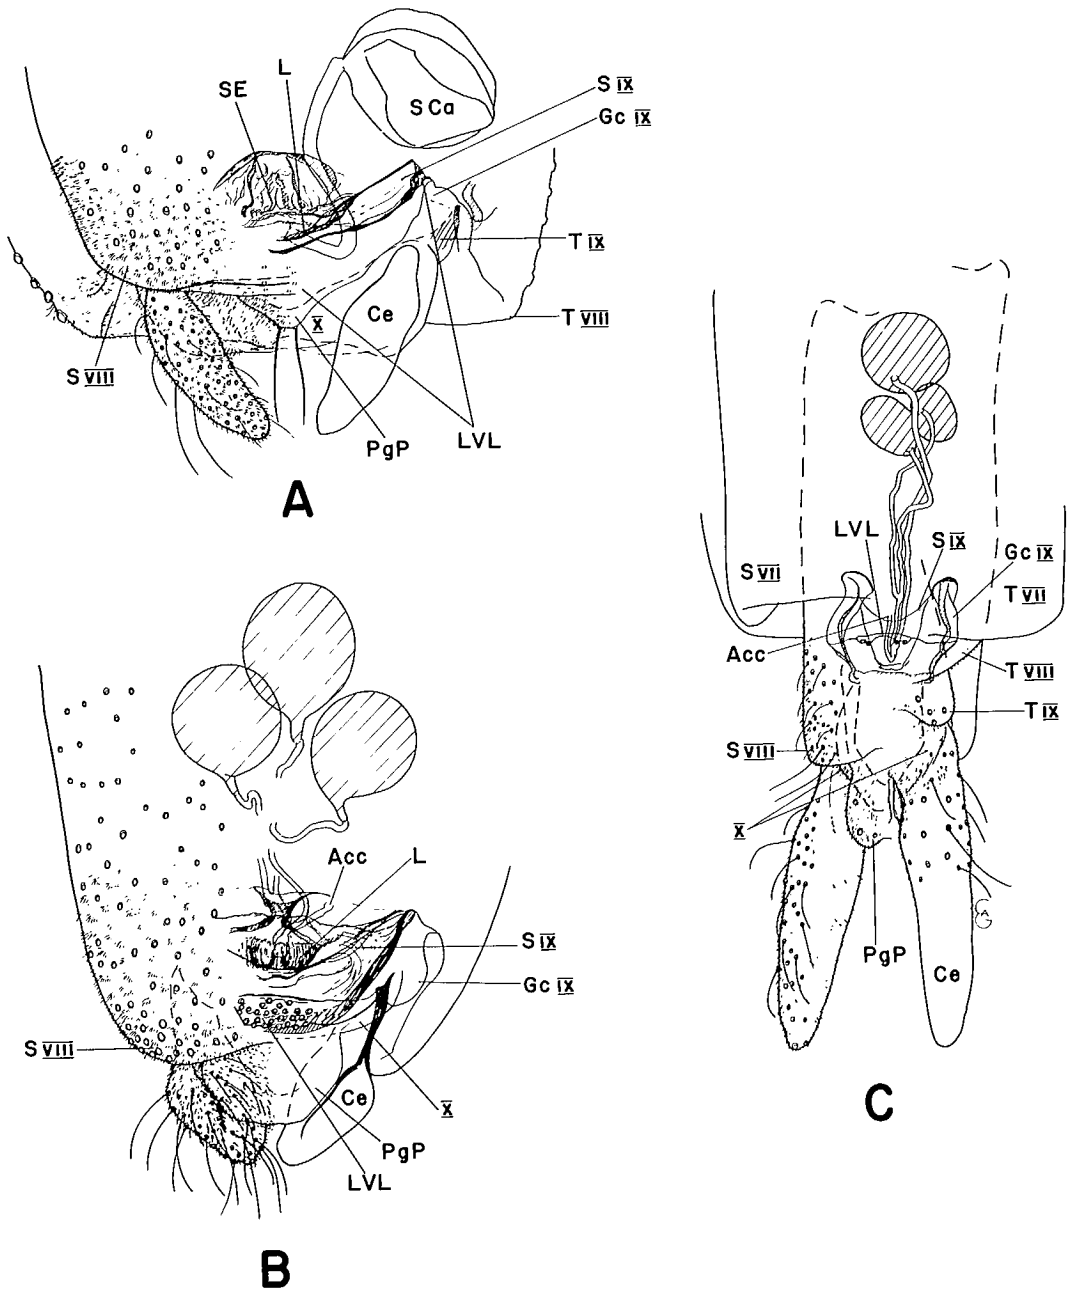 L
SE
S Ca
S IX
Gc IX
T IX
Ce
X
T VIII
S VIII
LVL
PgP
A
Acc
L
S IX
Gc IX
S VIII
Ce
X
PgP
LVL
B
LVL
S IX
Gc IX
S VII
T VII
Acc
T VIII
T IX
S VIII
X
PgP
Ce
C